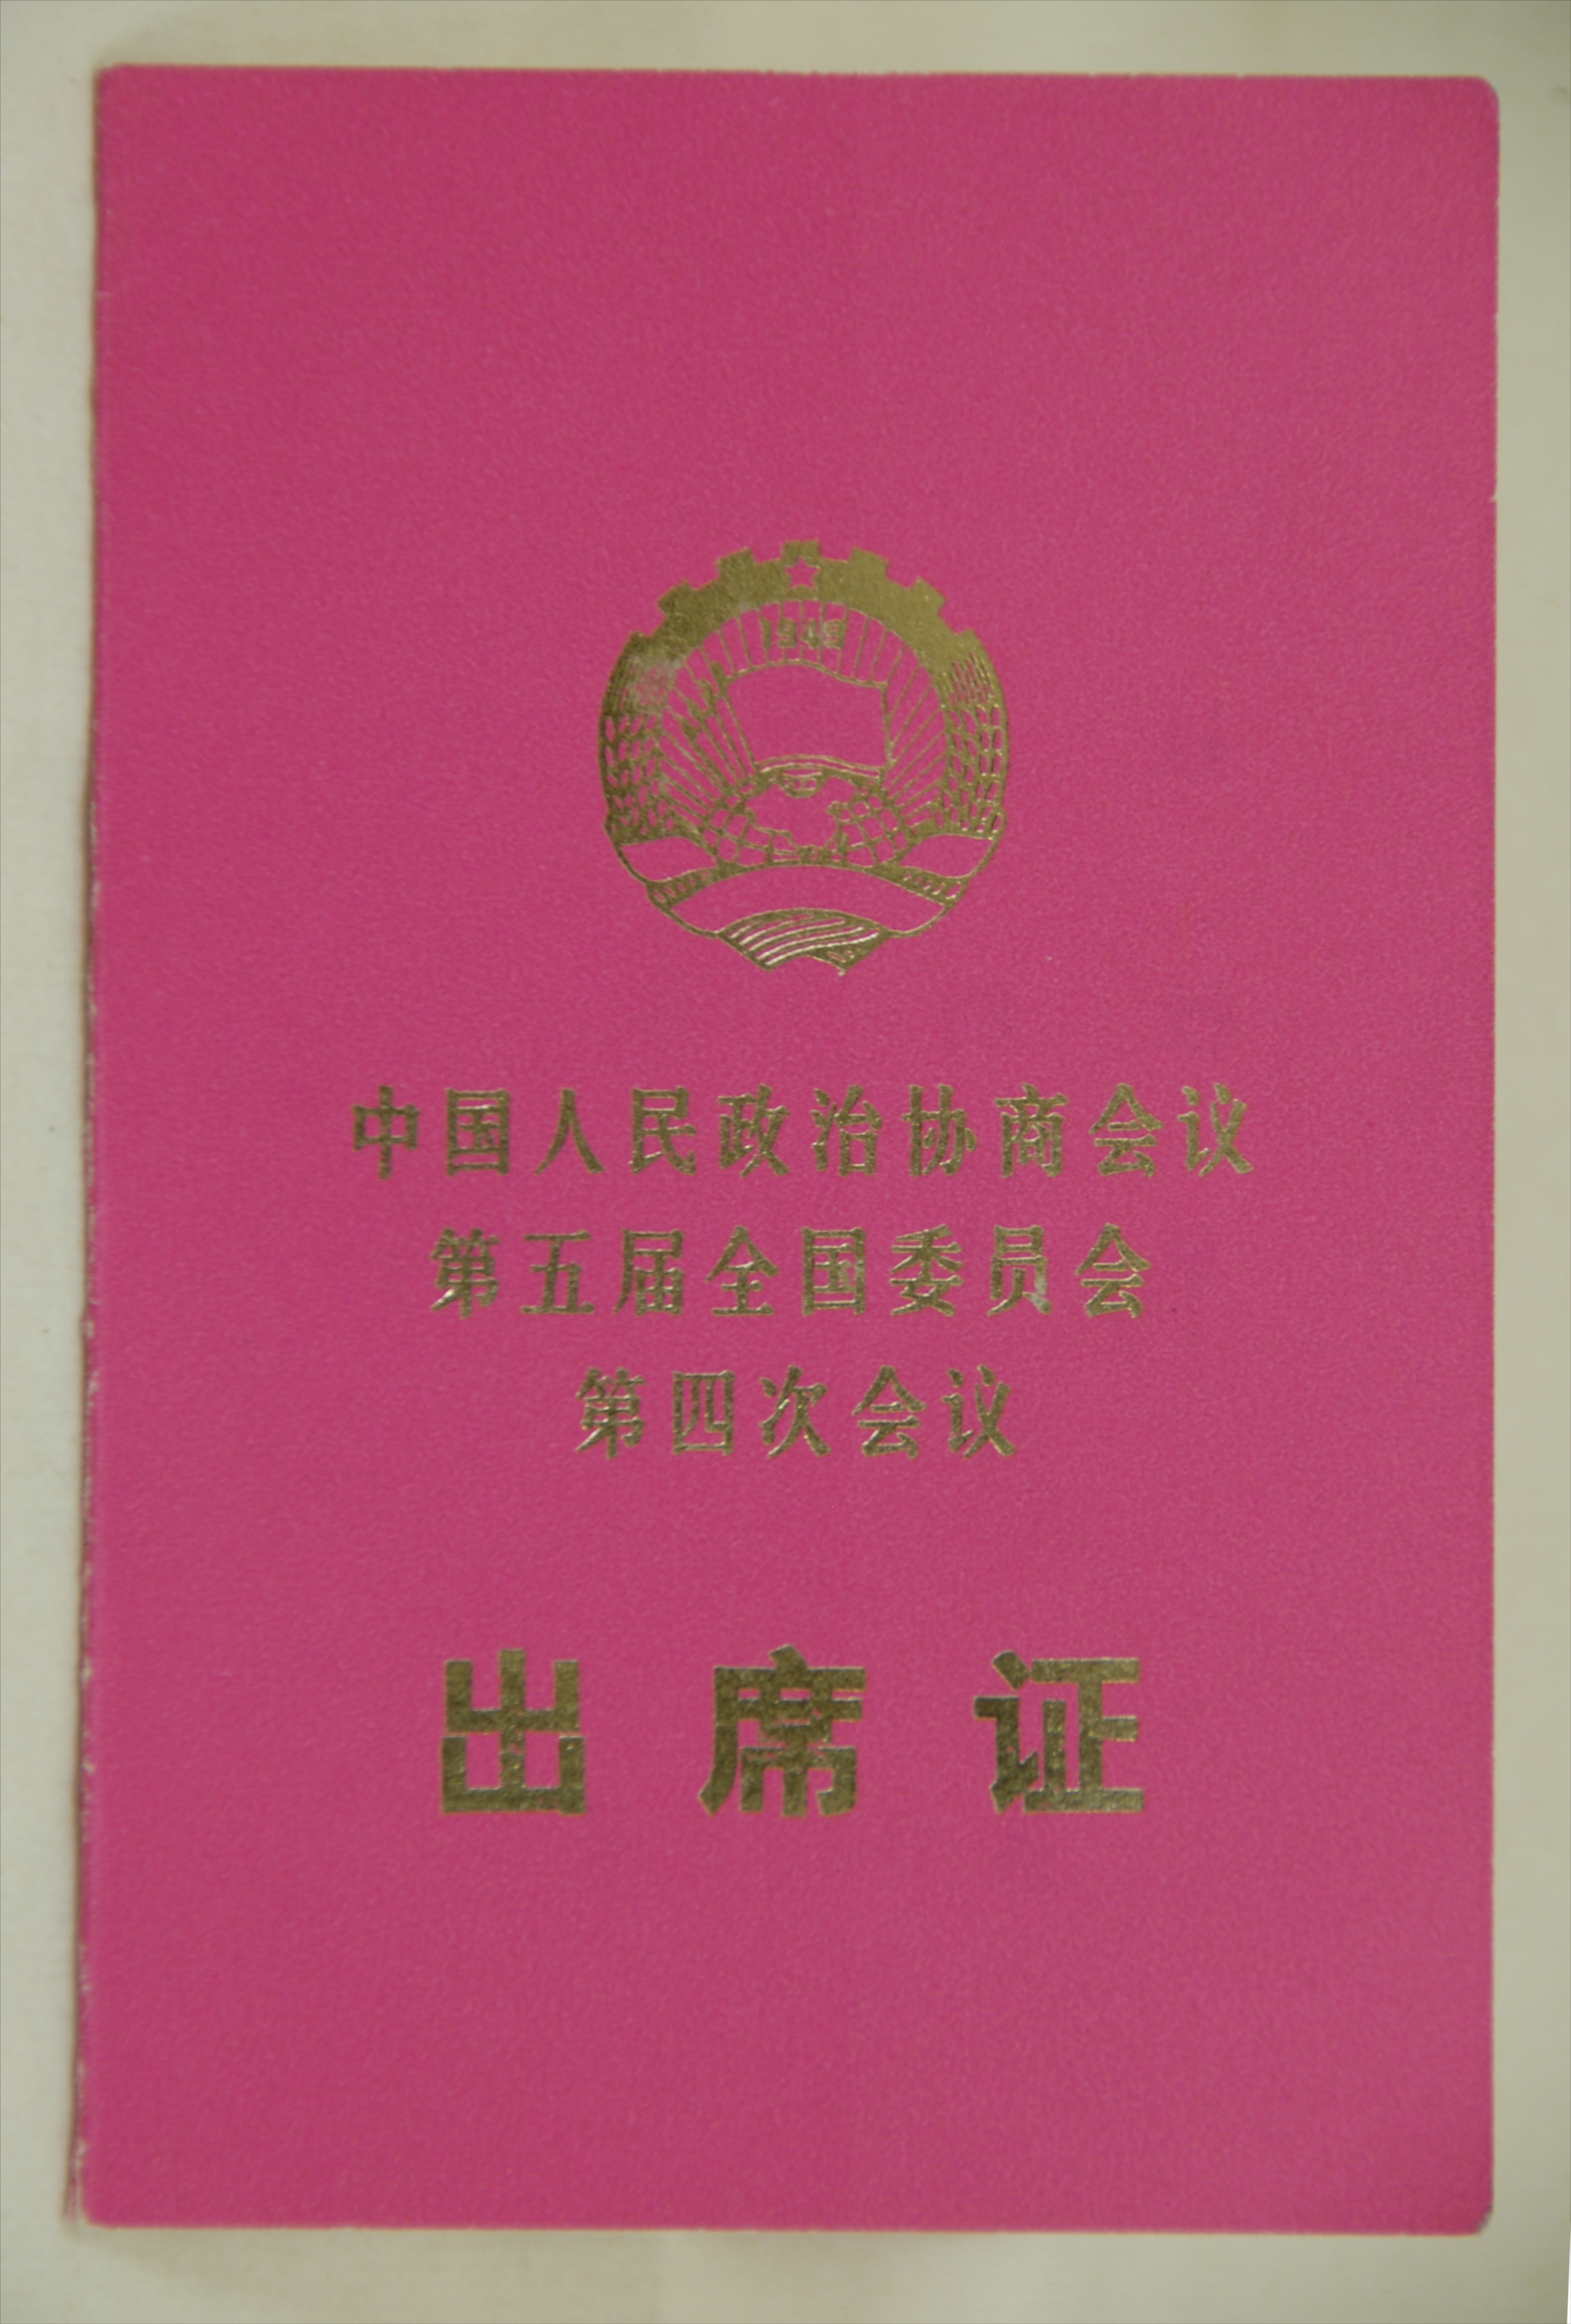 1949
中国人民政治协商会议
第五届全国委员会
第四次会议
出席证